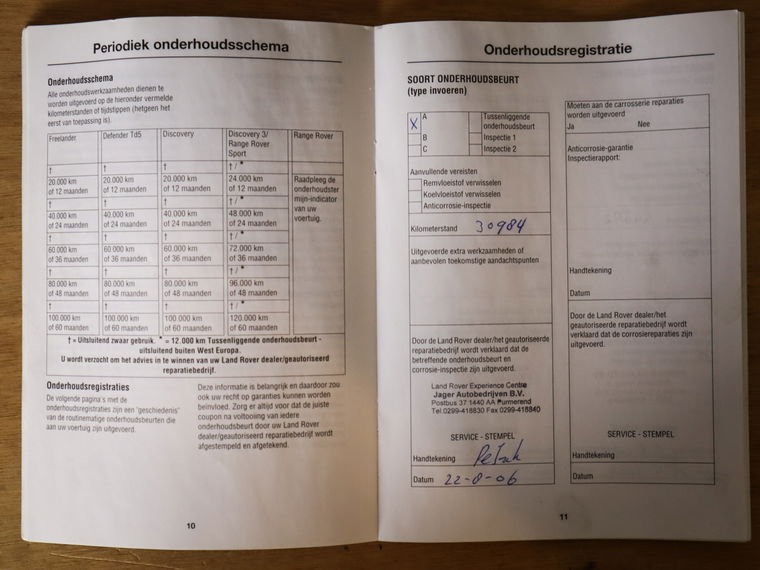 Periodiek onderhoudsschema
Onderhoudsschema
Alle onderhoudswerkzaamheden dienen te
worden uitgevoerd op de hieronder vermelde
kilometerstanden of tijdstippen (hetgeen het
eerst van toepassing is).
Freelander Defender Td5 Discovery Discovery 3/ Range Rover
Range Rover
Sport
† † † † / *
20.000 km 20.000 km 20.000 km 24.000 km Raadpleeg de
of 12 maanden of 12 maanden of 12 maanden of 12 maanden onderhoudster
mijn-indicator
van uw
voertuig.
† † † † / *
40.000 km 40.000 km 40.000 km 48.000 km
of 24 maanden of 24 maanden of 24 maanden of 24 maanden
† † † † / *
60.000 km 60.000 km 60.000 km 72.000 km
of 36 maanden of 36 maanden of 36 maanden of 36 maanden
† † † † / *
80.000 km 80.000 km 80.000 km 96.000 km
of 48 maanden of 48 maanden of 48 maanden of 48 maanden
† † † † / *
100.000 km 100.000 km 100.000 km 120.000 km
of 60 maanden of 60 maanden of 60 maanden of 60 maanden
† = Uitsluitend zwaar gebruik. * = 12.000 km Tussenliggende onderhoudsbeurt -
uitsluitend buiten West Europa.
U wordt verzocht om het advies in te winnen van uw Land Rover dealer/geautoriseerd
reparatiebedrijf.
Onderhoudsregistraties
De volgende pagina's met de
onderhoudsregistraties zijn een "geschiedenis"
van de routinematige onderhoudsbeurten die
aan uw voertuig zijn uitgevoerd.
Deze informatie is belangrijk en daardoor zou
ook uw recht op garanties kunnen worden
beïnvloed. Zorg er altijd voor dat de juiste
coupon na voltooiing van iedere
onderhoudsbeurt door uw Land Rover
dealer/geautoriseerd reparatiebedrijf wordt
afgestempeld en afgetekend.
10
Onderhoudsregistratie
SOORT ONDERHOUDSBEURT
(type invoeren)
X A Tussenliggende
onderhoudsbeurt
B Inspectie 1
C Inspectie 2
Aanvullende vereisten
Remvloeistof verwisselen
Koelvloeistof verwisselen
Anticorrosie-inspectie
Kilometerstand 30984
Uitgevoerde extra werkzaamheden of
aanbevolen toekomstige aandachtspunten
Door de Land Rover dealer/het geautoriseerde
reparatiebedrijf wordt verklaard dat de
betreffende onderhoudsbeurt en
corrosie-inspectie zijn uitgevoerd.
Land Rover Experience Centre
Jager Autobedrijven B.V.
Postbus 37 1440 AA Purmerend
Tel.0299-418830 Fax 0299-418840
SERVICE - STEMPEL
Handtekening
Datum 22-8-06
Moeten aan de carrosserie reparaties
worden uitgevoerd
Ja Nee
Anticorrosie-garantie
Inspectierapport:
Handtekening
Datum
Door de Land Rover dealer/het
geautoriseerde reparatiebedrijf wordt
verklaard dat de corrosiereparaties zijn
uitgevoerd.
SERVICE - STEMPEL
Handtekening
Datum
11